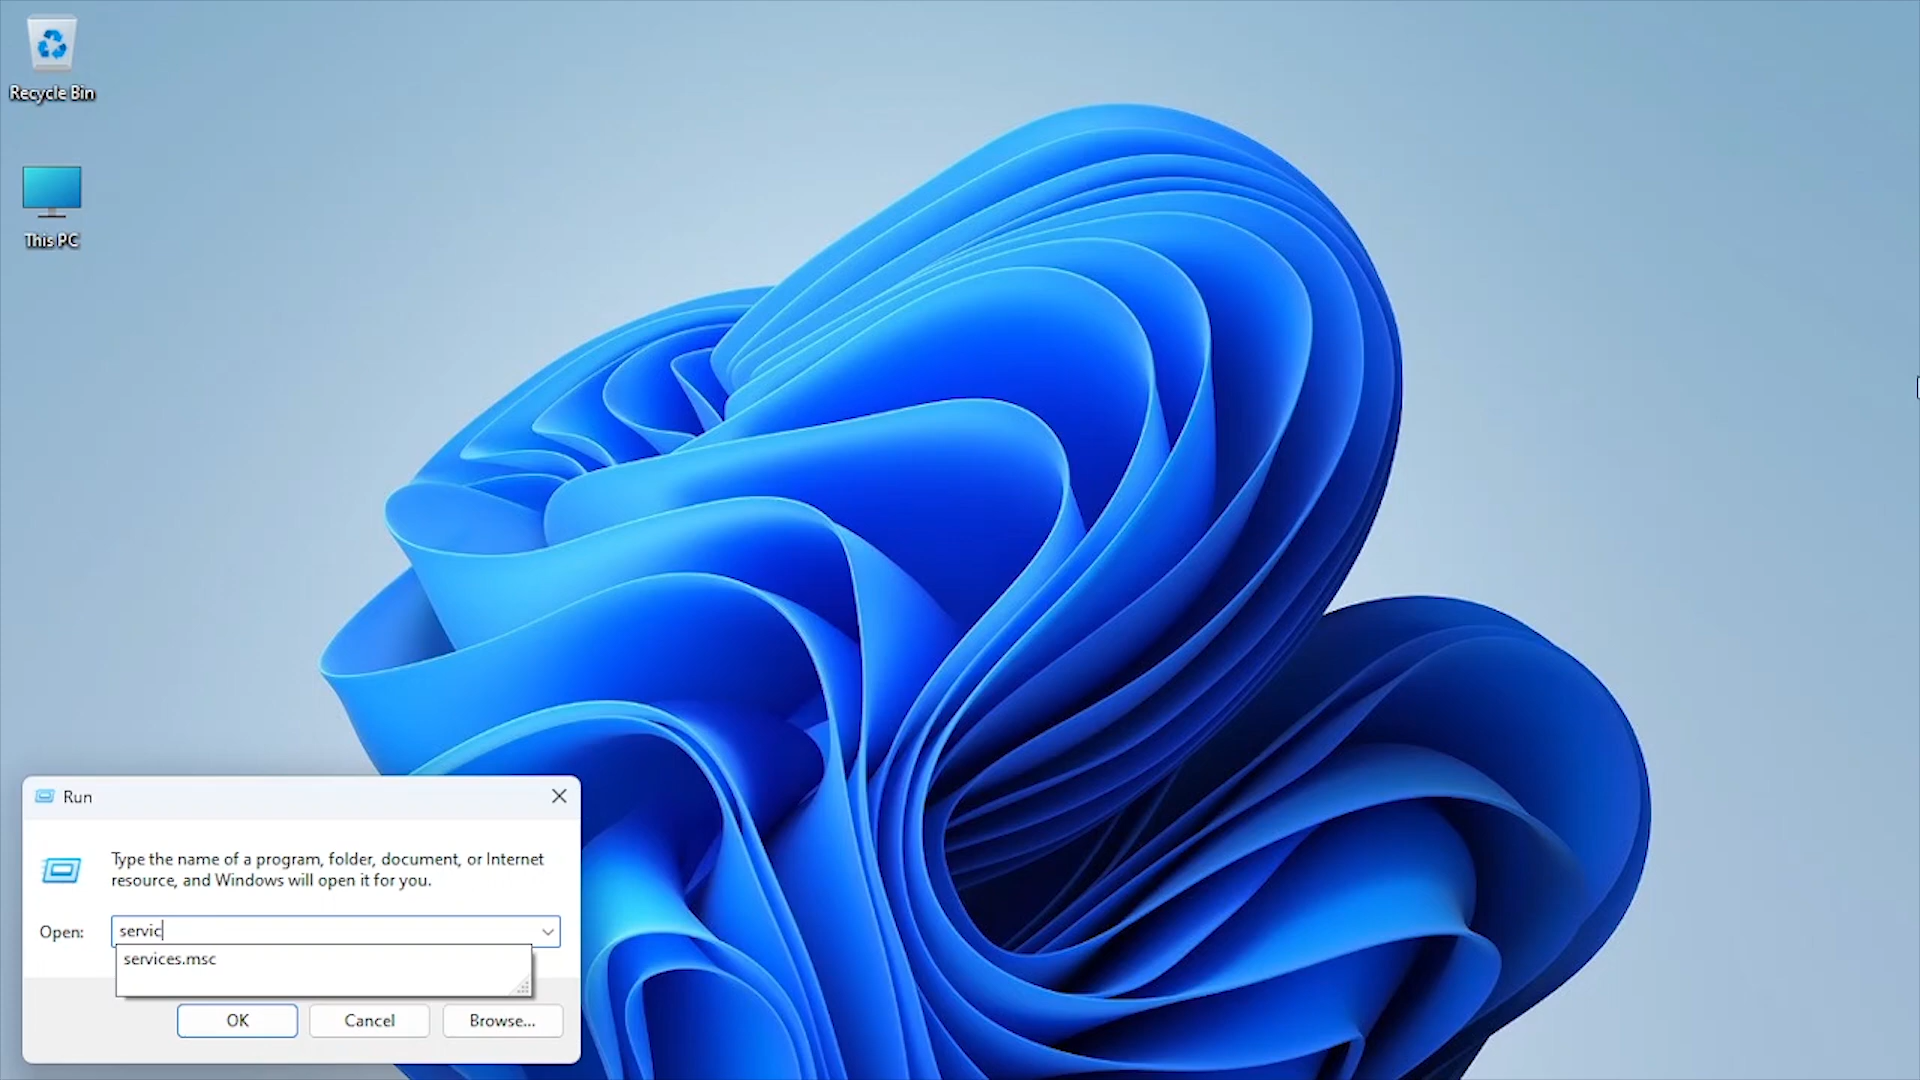 Recycle Bin
This PC
Run
Type the name of a program, folder, document, or Internet
resource, and Windows will open it for you.
Open:
servic
services.msc
OK
Cancel
Browse...